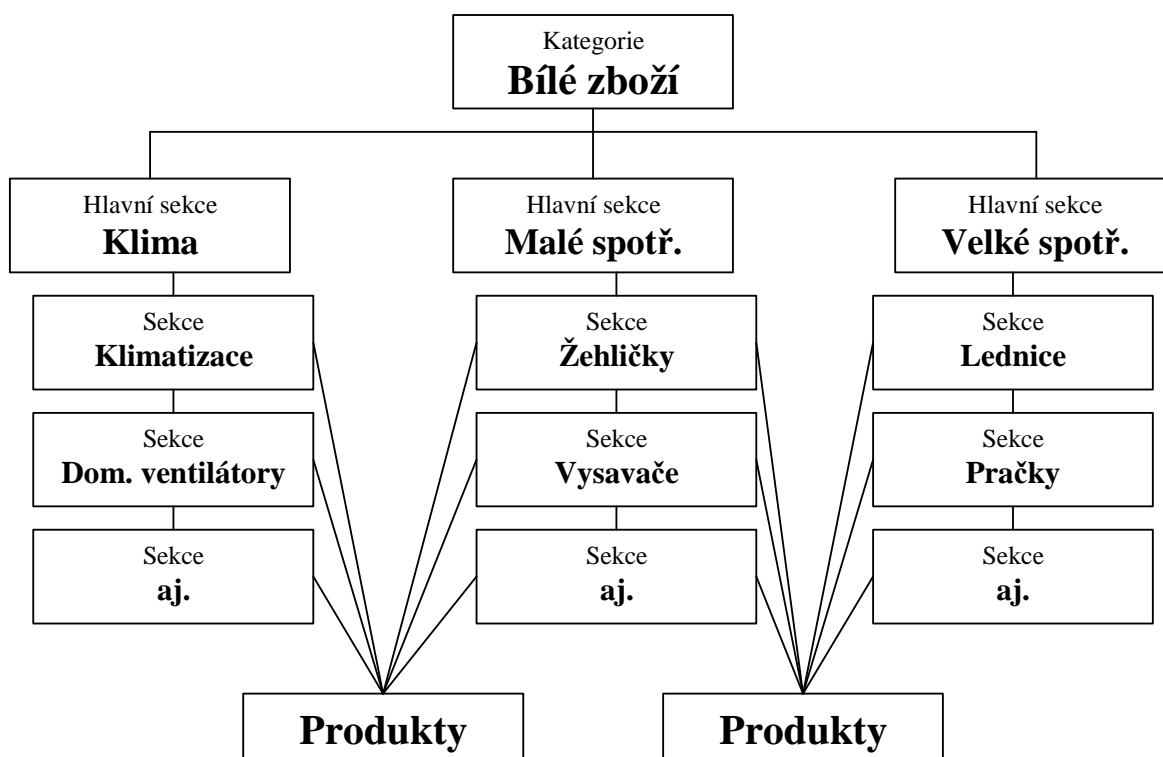 Kategorie
Bílé zboží
Hlavní sekce
Klima
Hlavní sekce
Malé spotř.
Hlavní sekce
Velké spotř.
Sekce
Klimatizace
Sekce
Žehličky
Sekce
Lednice
Sekce
Dom. ventilátory
Sekce
Vysavače
Sekce
Pračky
Sekce
aj.
Sekce
aj.
Sekce
aj.
Produkty
Produkty